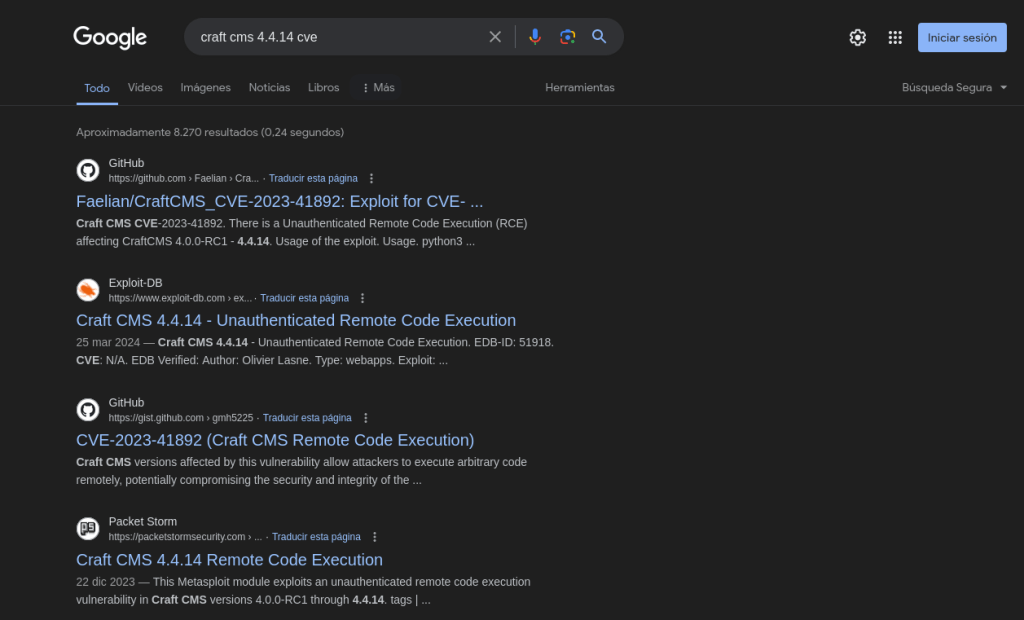 Google
craft cms 4.4.14 cve
Iniciar sesión
Todo Vídeos Imágenes Noticias Libros Más Herramientas Búsqueda Segura
Aproximadamente 8.270 resultados (0,24 segundos)
GitHub
https://github.com › Faelian › Cra... · Traducir esta página
Faelian/CraftCMS_CVE-2023-41892: Exploit for CVE- ...
Craft CMS CVE-2023-41892. There is a Unauthenticated Remote Code Execution (RCE)
affecting CraftCMS 4.0.0-RC1 - 4.4.14. Usage of the exploit. Usage. python3 ...
Exploit-DB
https://www.exploit-db.com › ex... · Traducir esta página
Craft CMS 4.4.14 - Unauthenticated Remote Code Execution
25 mar 2024 — Craft CMS 4.4.14 - Unauthenticated Remote Code Execution. EDB-ID: 51918.
CVE: N/A. EDB Verified: Author: Olivier Lasne. Type: webapps. Exploit: ...
GitHub
https://gist.github.com › gmh5225 · Traducir esta página
CVE-2023-41892 (Craft CMS Remote Code Execution)
Craft CMS versions affected by this vulnerability allow attackers to execute arbitrary code
remotely, potentially compromising the security and integrity of the ...
Packet Storm
https://packetstormsecurity.com › ... · Traducir esta página
Craft CMS 4.4.14 Remote Code Execution
22 dic 2023 — This Metasploit module exploits an unauthenticated remote code execution
vulnerability in Craft CMS versions 4.0.0-RC1 through 4.4.14. tags | ...